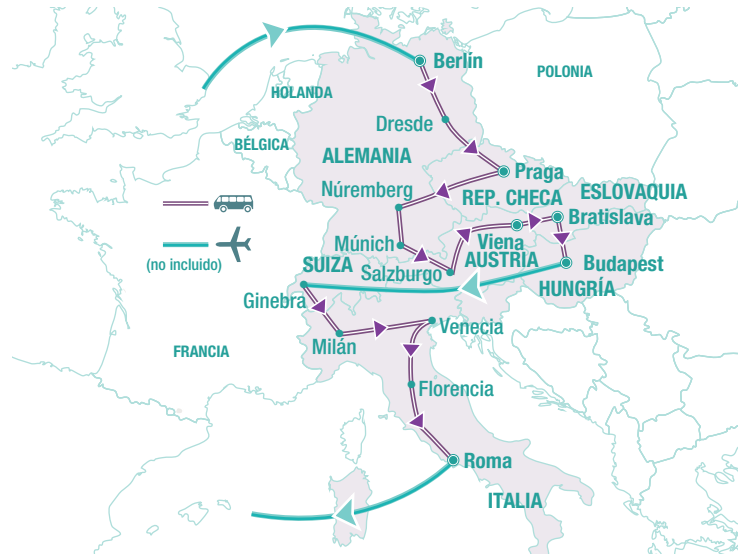 Berlín
POLONIA
HOLANDA
Dresde
BÉLGICA
ALEMANIA
Praga
Núremberg
REP. CHECA
ESLOVAQUIA
Bratislava
Múnich
Viena
(no incluido)
SUIZA
Salzburgo
AUSTRIA
Budapest
HUNGRÍA
Ginebra
Venecia
Milán
FRANCIA
Florencia
Roma
ITALIA